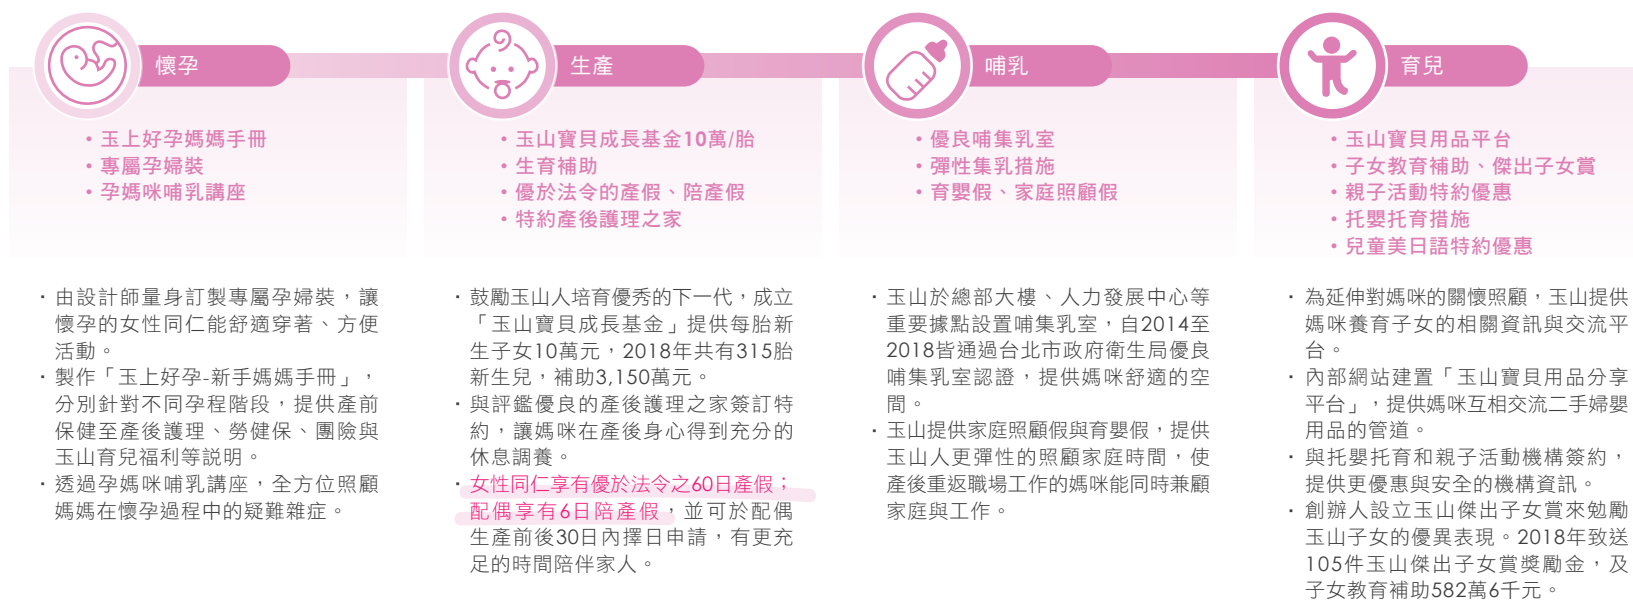 懷孕
・玉上好孕媽媽手冊
・專屬孕婦裝
・孕媽咪哺乳講座
・由設計師量身訂製專屬孕婦裝，讓
懷孕的女性同仁能舒適穿著、方便
活動。
・製作「玉上好孕-新手媽媽手冊」，
分別針對不同孕程階段，提供產前
保健至產後護理、勞健保、團險與
玉山育兒福利等說明。
・透過孕媽咪哺乳講座，全方位照顧
媽媽在懷孕過程中的疑難雜症。
生產
・玉山寶貝成長基金10萬/胎
・生育補助
・優於法令的產假、陪產假
・特約產後護理之家
・鼓勵玉山人培育優秀的下一代，成立
「玉山寶貝成長基金」提供每胎新
生子女10萬元，2018年共有315胎
新生兒，補助3,150萬元。
・與評鑑優良的產後護理之家簽訂特
約，讓媽咪在產後身心得到充分的
休息調養。
・女性同仁享有優於法令之60日產假；
配偶享有6日陪產假，並可於配偶
生產前後30日內擇日申請，有更充
足的時間陪伴家人。
哺乳
・優良哺集乳室
・彈性集乳措施
・育嬰假、家庭照顧假
・玉山於總部大樓、人力發展中心等
重要據點設置哺集乳室，自2014至
2018皆通過台北市政府衛生局優良
哺集乳室認證，提供媽咪舒適的空
間。
・玉山提供家庭照顧假與育嬰假，提供
玉山人更彈性的照顧家庭時間，使
產後重返職場工作的媽咪能同時兼顧
家庭與工作。
育兒
・玉山寶貝用品平台
・子女教育補助、傑出子女賞
・親子活動特約優惠
・托嬰托育措施
・兒童美日語特約優惠
・為延伸對媽咪的關懷照顧，玉山提供
媽咪養育子女的相關資訊與交流平
台。
・內部網站建置「玉山寶貝用品分享
平台」，提供媽咪互相交流二手婦嬰
用品的管道。
・與托嬰托育和親子活動機構簽約，
提供更優惠與安全的機構資訊。
・創辦人設立玉山傑出子女賞來勉勵
玉山子女的優異表現。2018年致送
105件玉山傑出子女賞獎勵金，及
子女教育補助582萬6千元。